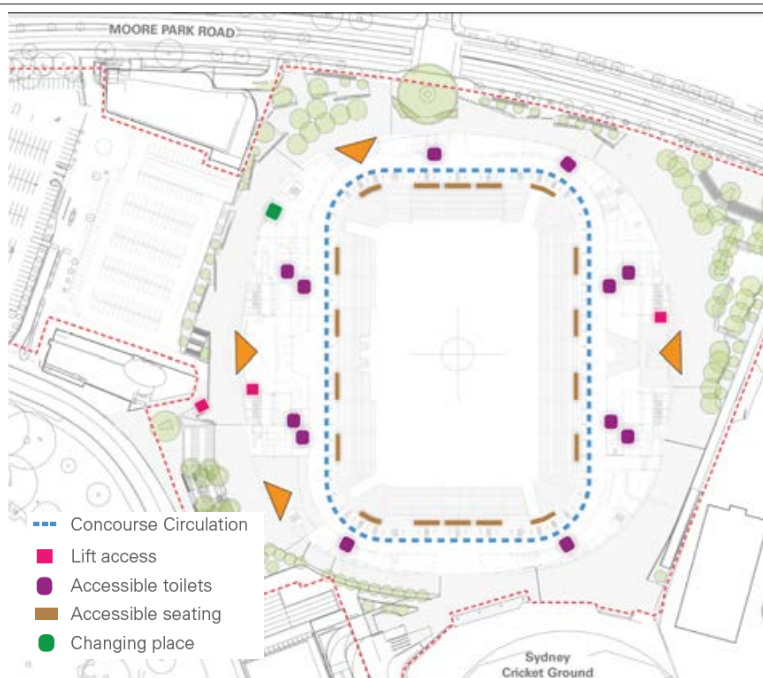 MOORE PARK ROAD
Concourse Circulation
Lift access
Accessible toilets
Accessible seating
Changing place
Sydney
Cricket Ground